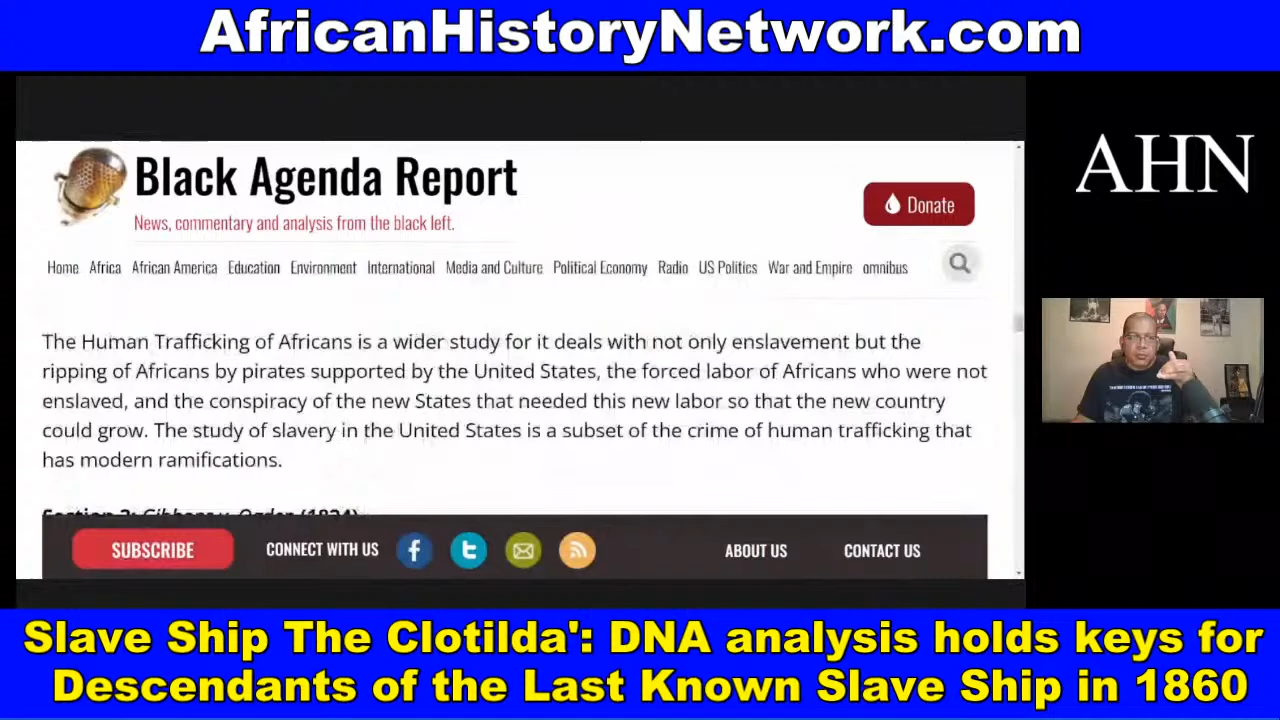 AfricanHistoryNetwork.com
AHN
Black Agenda Report
News, commentary and analysis from the black left.
Donate
Home Africa African America Education Environment International Media and Culture Political Economy Radio US Politics War and Empire omnibus
The Human Trafficking of Africans is a wider study for it deals with not only enslavement but the
ripping of Africans by pirates supported by the United States, the forced labor of Africans who were not
enslaved, and the conspiracy of the new States that needed this new labor so that the new country
could grow. The study of slavery in the United States is a subset of the crime of human trafficking that
has modern ramifications.
Gibbons v. Ogden (1824)
SUBSCRIBE CONNECT WITH US ABOUT US CONTACT US
Slave Ship The Clotilda': DNA analysis holds keys for
Descendants of the Last Known Slave Ship in 1860